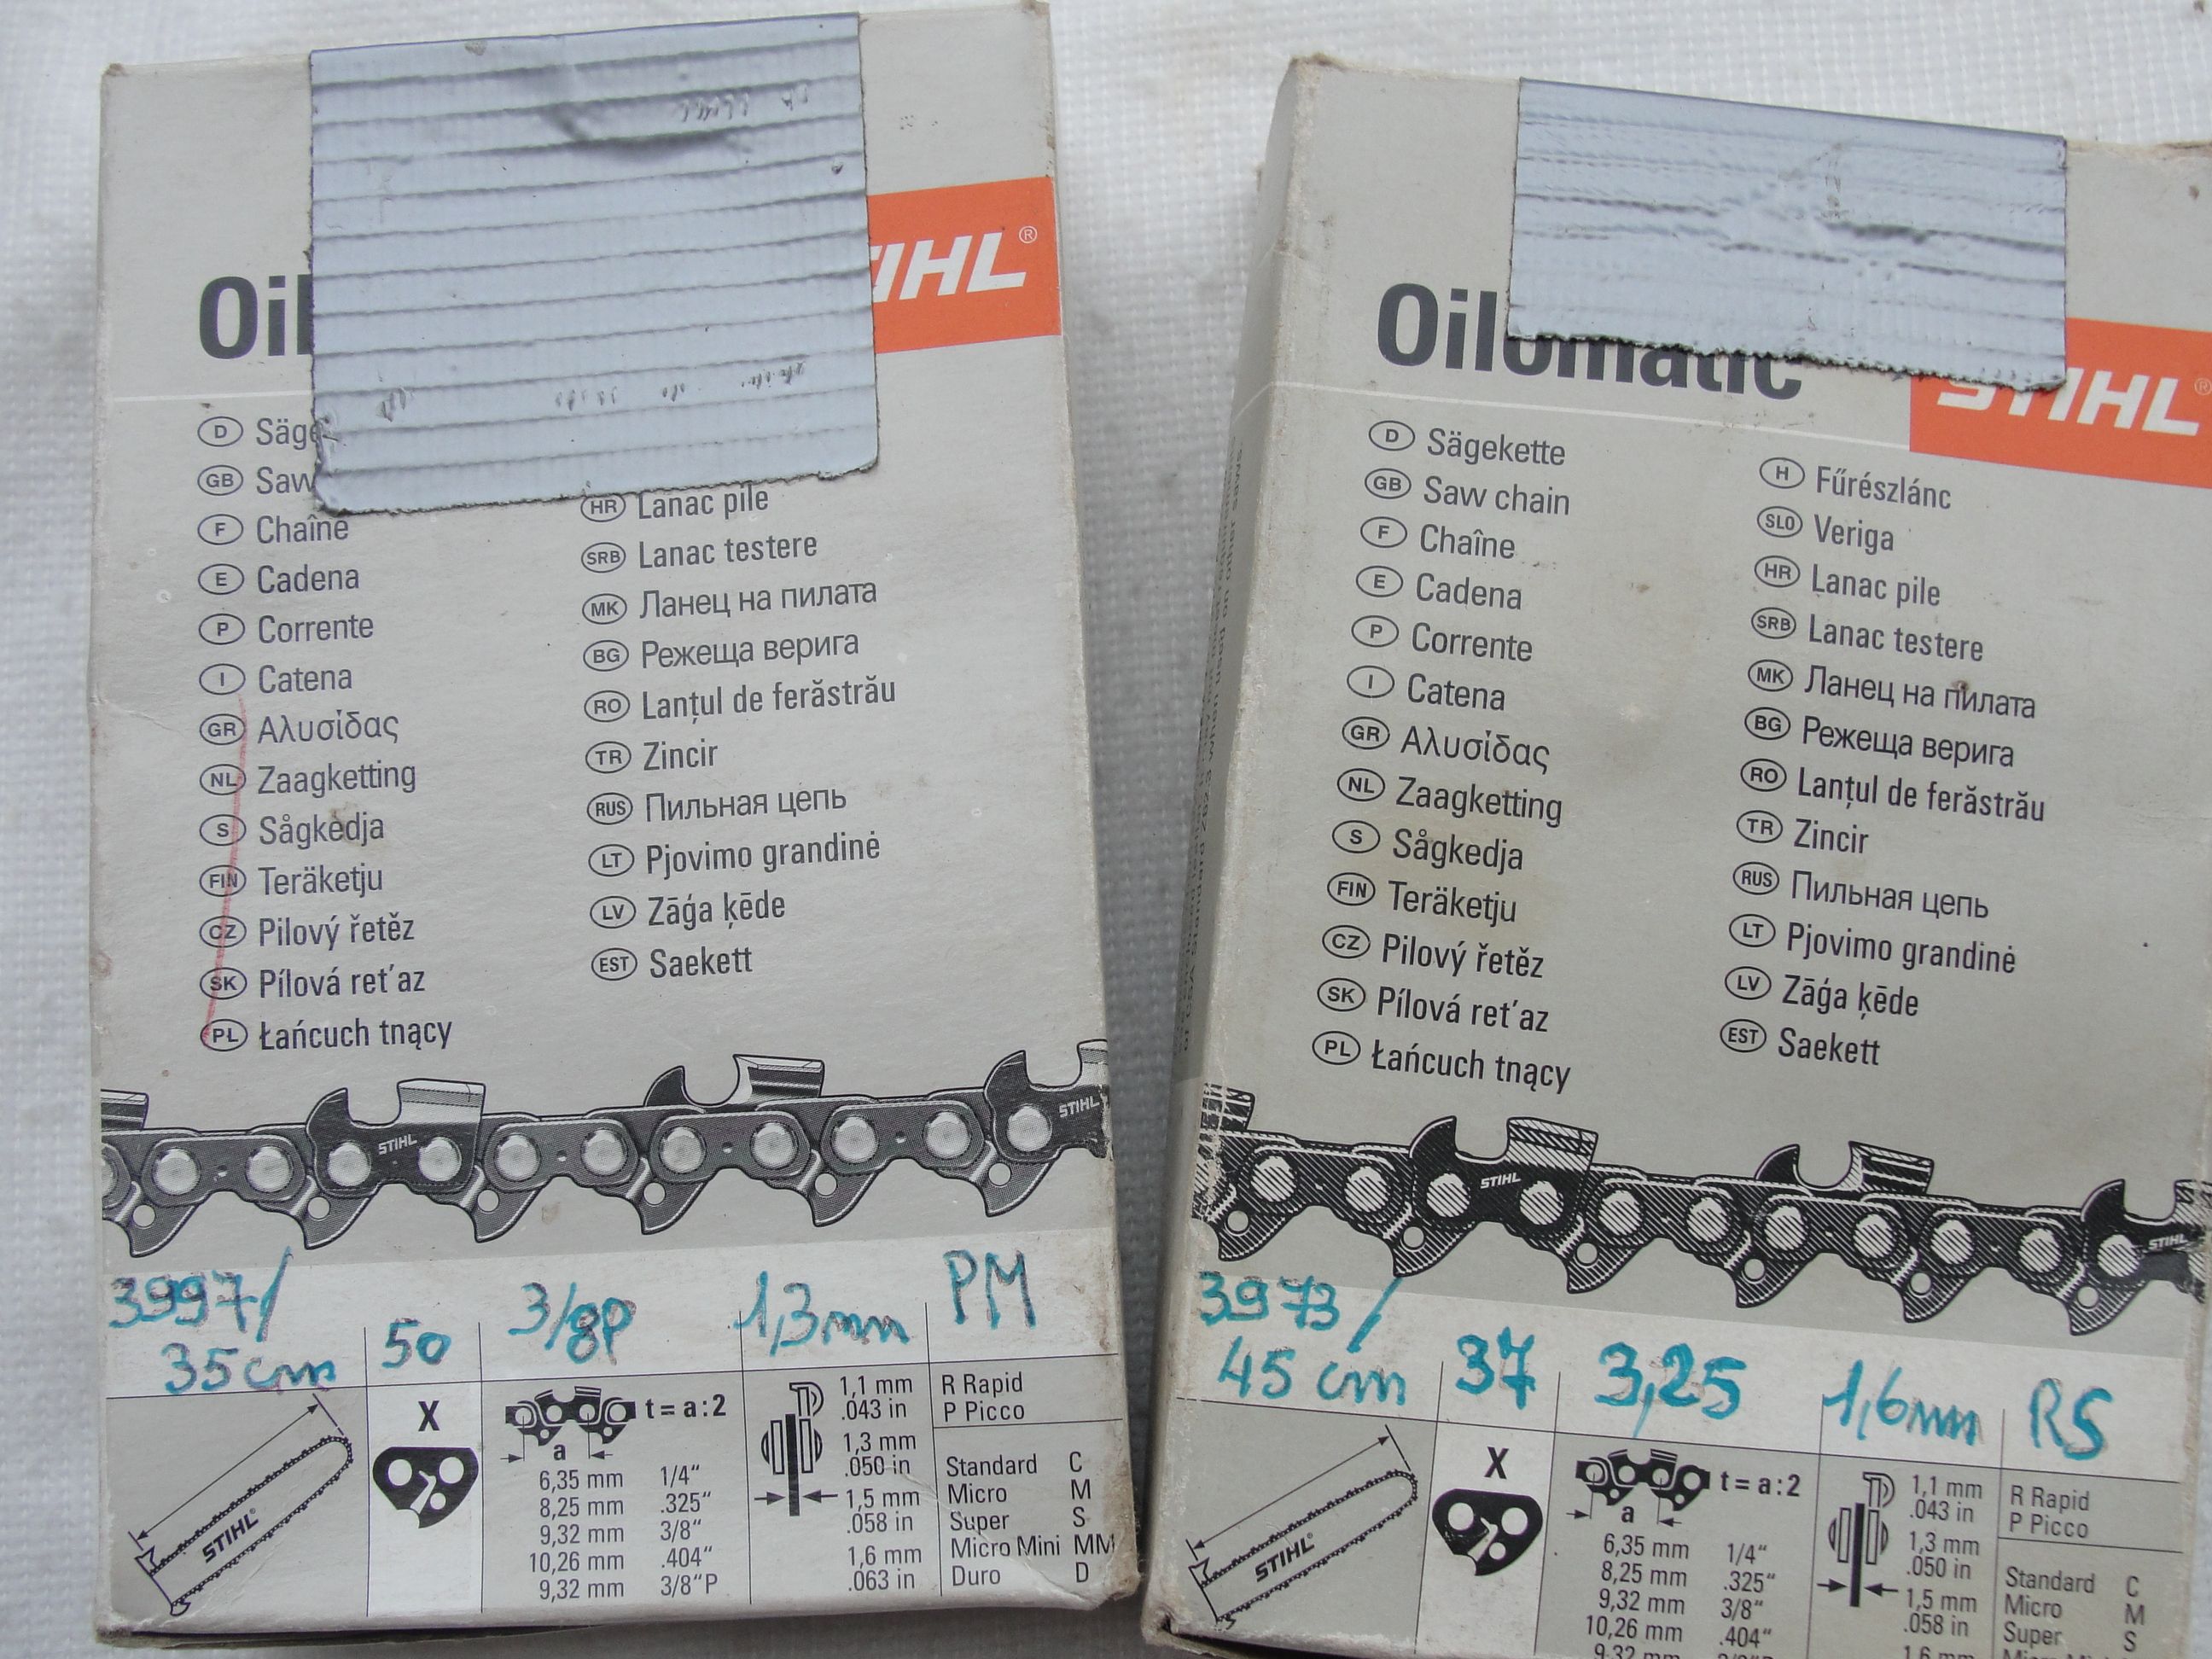 Oil
IHL®
D Säge
GB Saw
F Chaîne
E Cadena
P Corrente
I Catena
GR Αλυσίδας
NL Zaagketting
S Sågkedja
FIN Teräketju
CZ Pilový řetěz
SK Pílová ret'az
PL Łańcuch tnący
HR Lanac pile
SRB Lanac testere
MK Ланец на пилата
BG Режеща верига
RO Lanțul de ferăstrău
TR Zincir
RUS Пильная цепь
LT Pjovimo grandinė
LV Zāģa ķēde
EST Saekett
STIHL
STIHL
3997/
35cm
50
3/8P
1,3mm
PM
STIHL
X
t = a : 2
a
6,35 mm 1/4“
8,25 mm .325“
9,32 mm 3/8“
10,26 mm .404“
9,32 mm 3/8“P
1,1 mm
.043 in
1,3 mm
.050 in
1,5 mm
.058 in
1,6 mm
.063 in
R Rapid
P Picco
Standard C
Micro M
Super S
Micro Mini MM
Duro D
Oilomatic
STIHL®
D Sägekette
GB Saw chain
F Chaîne
E Cadena
P Corrente
I Catena
GR Αλυσίδας
NL Zaagketting
S Sågkedja
FIN Teräketju
CZ Pilový řetěz
SK Pílová ret'az
PL Łańcuch tnący
H Fűrészlánc
SLO Veriga
HR Lanac pile
SRB Lanac testere
MK Ланец на пилата
BG Режеща верига
RO Lanțul de ferăstrău
TR Zincir
RUS Пильная цепь
LT Pjovimo grandinė
LV Zāģa ķēde
EST Saekett
STIHL
STIHL
3973/
45 cm
37
3,25
1,6mm
RS
STIHL
X
t = a : 2
a
6,35 mm 1/4“
8,25 mm .325“
9,32 mm 3/8“
10,26 mm .404“
9,32 mm
1,1 mm
.043 in
1,3 mm
.050 in
1,5 mm
.058 in
1,6 mm
R Rapid
P Picco
Standard C
Micro M
Super S